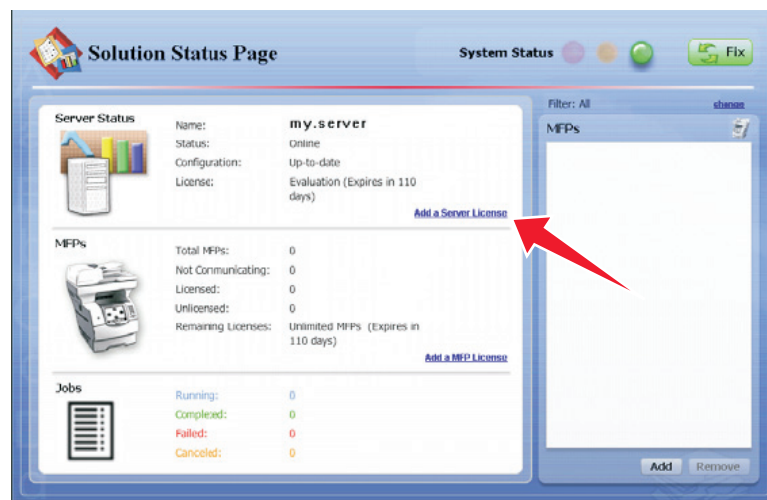 Solution Status Page
System Status
Fix
Server Status
Name: my.server
Status: Online
Configuration: Up-to-date
License: Evaluation (Expires in 110
days)
Add a Server License
MFPs
Total MFPs: 0
Not Communicating: 0
Licensed: 0
Unlicensed: 0
Remaining Licenses: Unlimited MFPs (Expires in
110 days)
Add a MFP License
Jobs
Running: 0
Completed: 0
Failed: 0
Canceled: 0
Filter: All change
MFPs
Add Remove